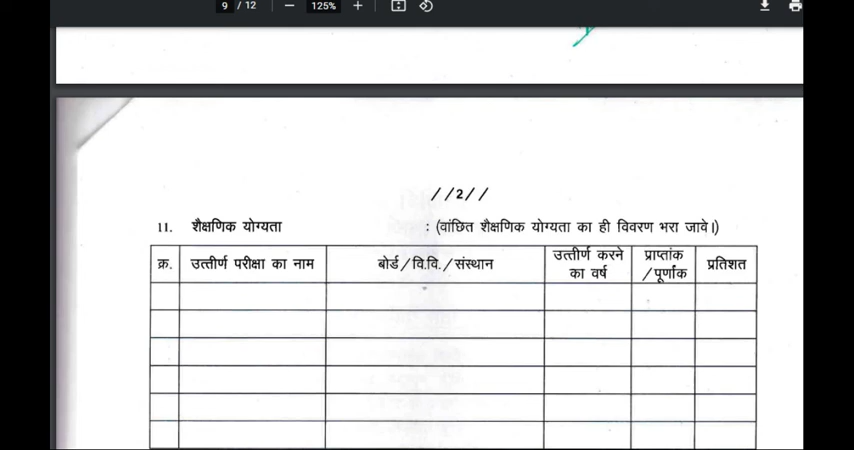 9 / 12
125%
//2//
11. शैक्षणिक योग्यता : (वांछित शैक्षणिक योग्यता का ही विवरण भरा जावे।)
क्र. उत्तीर्ण परीक्षा का नाम बोर्ड/वि.वि./संस्थान उत्तीर्ण करने का वर्ष प्राप्तांक /पूर्णांक प्रतिशत